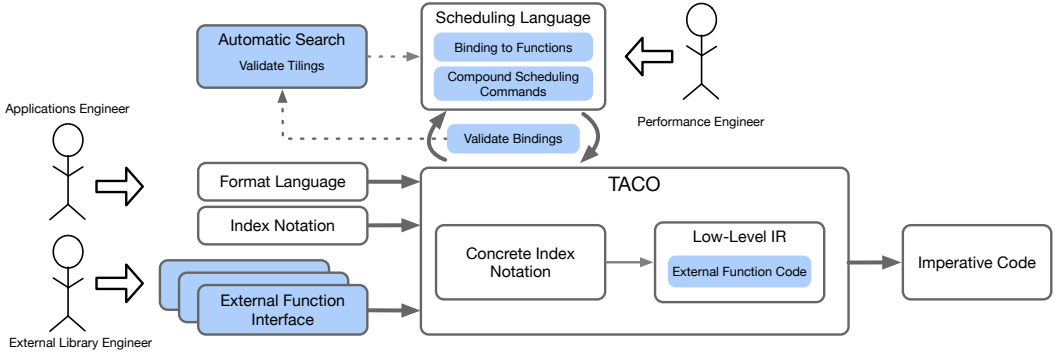 Scheduling Language
Automatic Search
Validate Tilings
Binding to Functions
Compound Scheduling
Commands
Applications Engineer
Performance Engineer
Validate Bindings
Format Language
TACO
Index Notation
Low-Level IR
Concrete Index
Notation
External Function Code
Imperative Code
External Function
Interface
External Library Engineer